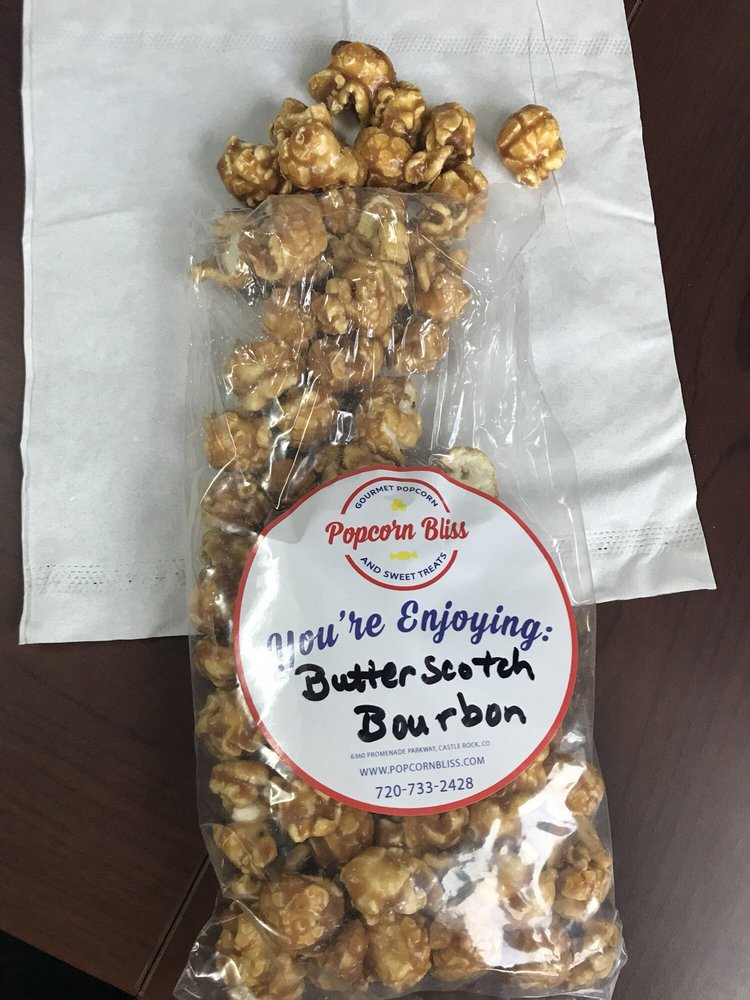 GOURMET POPCORN
Popcorn Bliss
AND SWEET TREATS
You're Enjoying:
Butter Scotch
Bourbon
6360 PROMENADE PARKWAY, CASTLE ROCK, CO
WWW.POPCORNBLISS.COM
720-733-2428